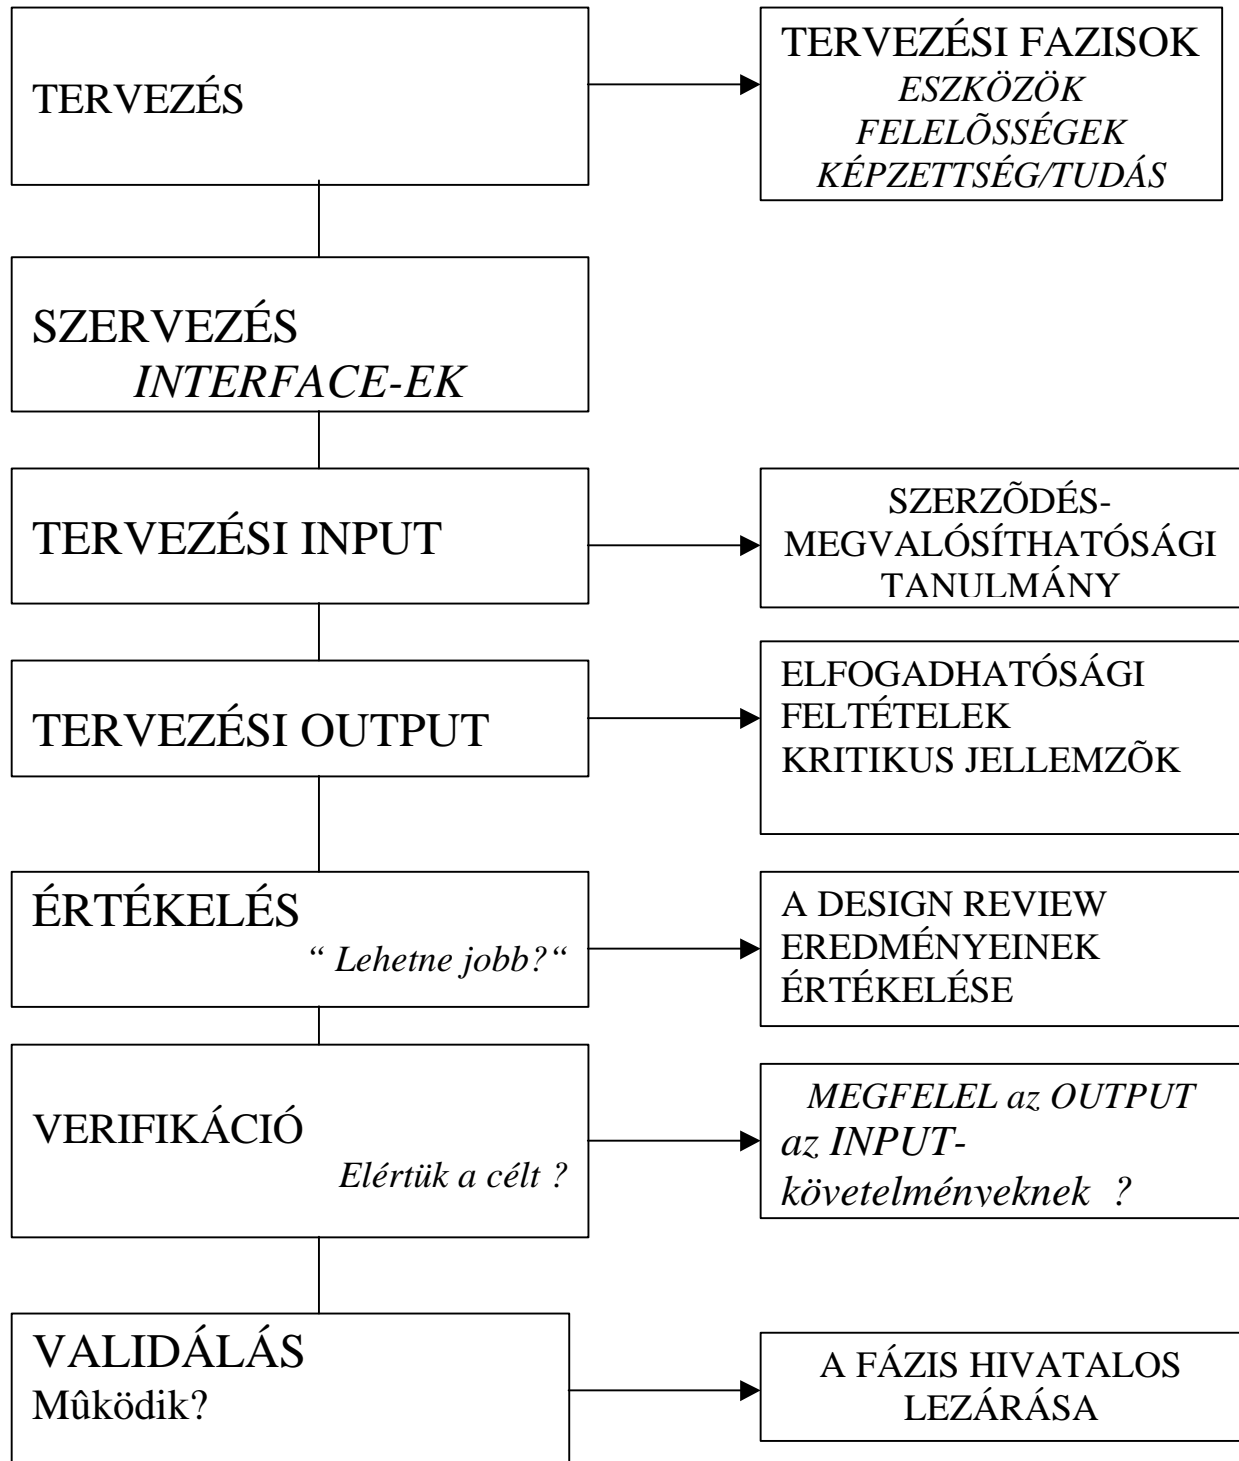 TERVEZÉS
TERVEZÉSI FAZISOK
ESZKÖZÖK
FELELÕSSÉGEK
KÉPZETTSÉG/TUDÁS
SZERVEZÉS
INTERFACE-EK
TERVEZÉSI INPUT
SZERZÕDÉS-
MEGVALÓSÍTHATÓSÁGI
TANULMÁNY
TERVEZÉSI OUTPUT
ELFOGADHATÓSÁGI
FELTÉTELEK
KRITIKUS JELLEMZÕK
ÉRTÉKELÉS
“ Lehetne jobb?“
A DESIGN REVIEW
EREDMÉNYEINEK
ÉRTÉKELÉSE
VERIFIKÁCIÓ
Elértük a célt ?
MEGFELEL az OUTPUT
az INPUT-
követelményeknek ?
VALIDÁLÁS
Mûködik?
A FÁZIS HIVATALOS
LEZÁRÁSA